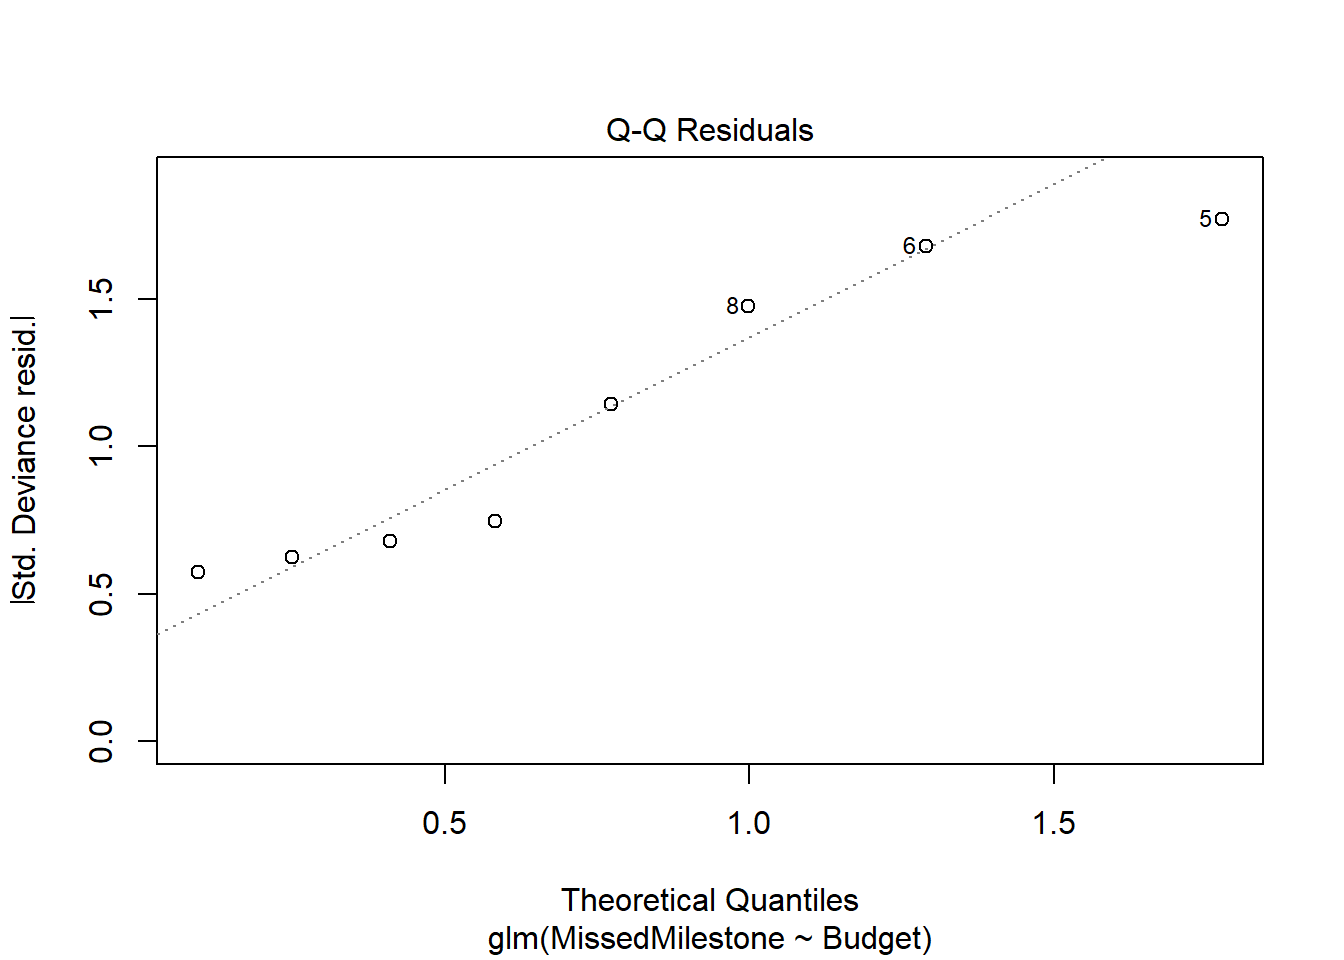 Q-Q Residuals
|Std. Deviance resid.|
1.5
1.0
0.5
0.0
5
6
8
0.5 1.0 1.5
Theoretical Quantiles
glm(MissedMilestone ~ Budget)